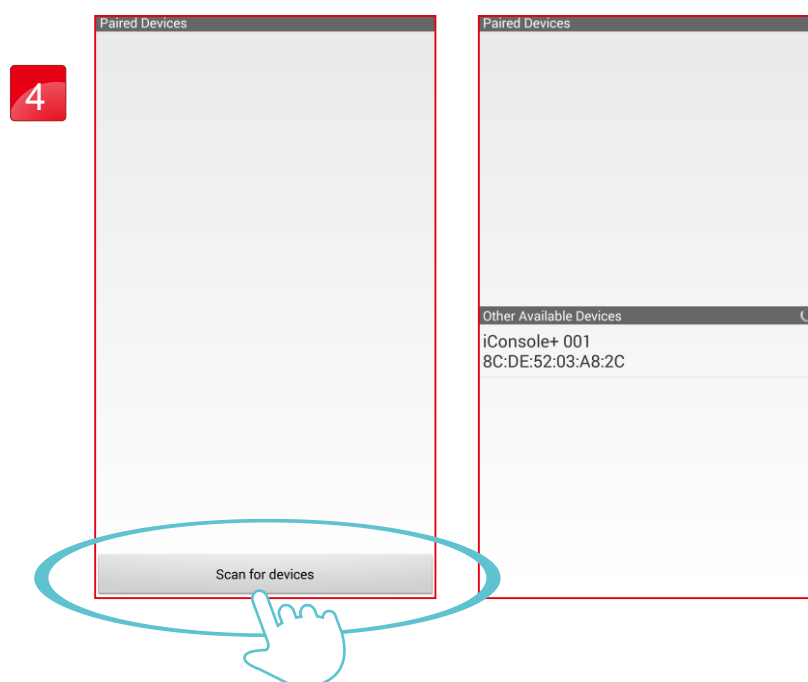 4
Paired Devices
Scan for devices
Paired Devices
Other Available Devices
iConsole+ 001
8C:DE:52:03:A8:2C